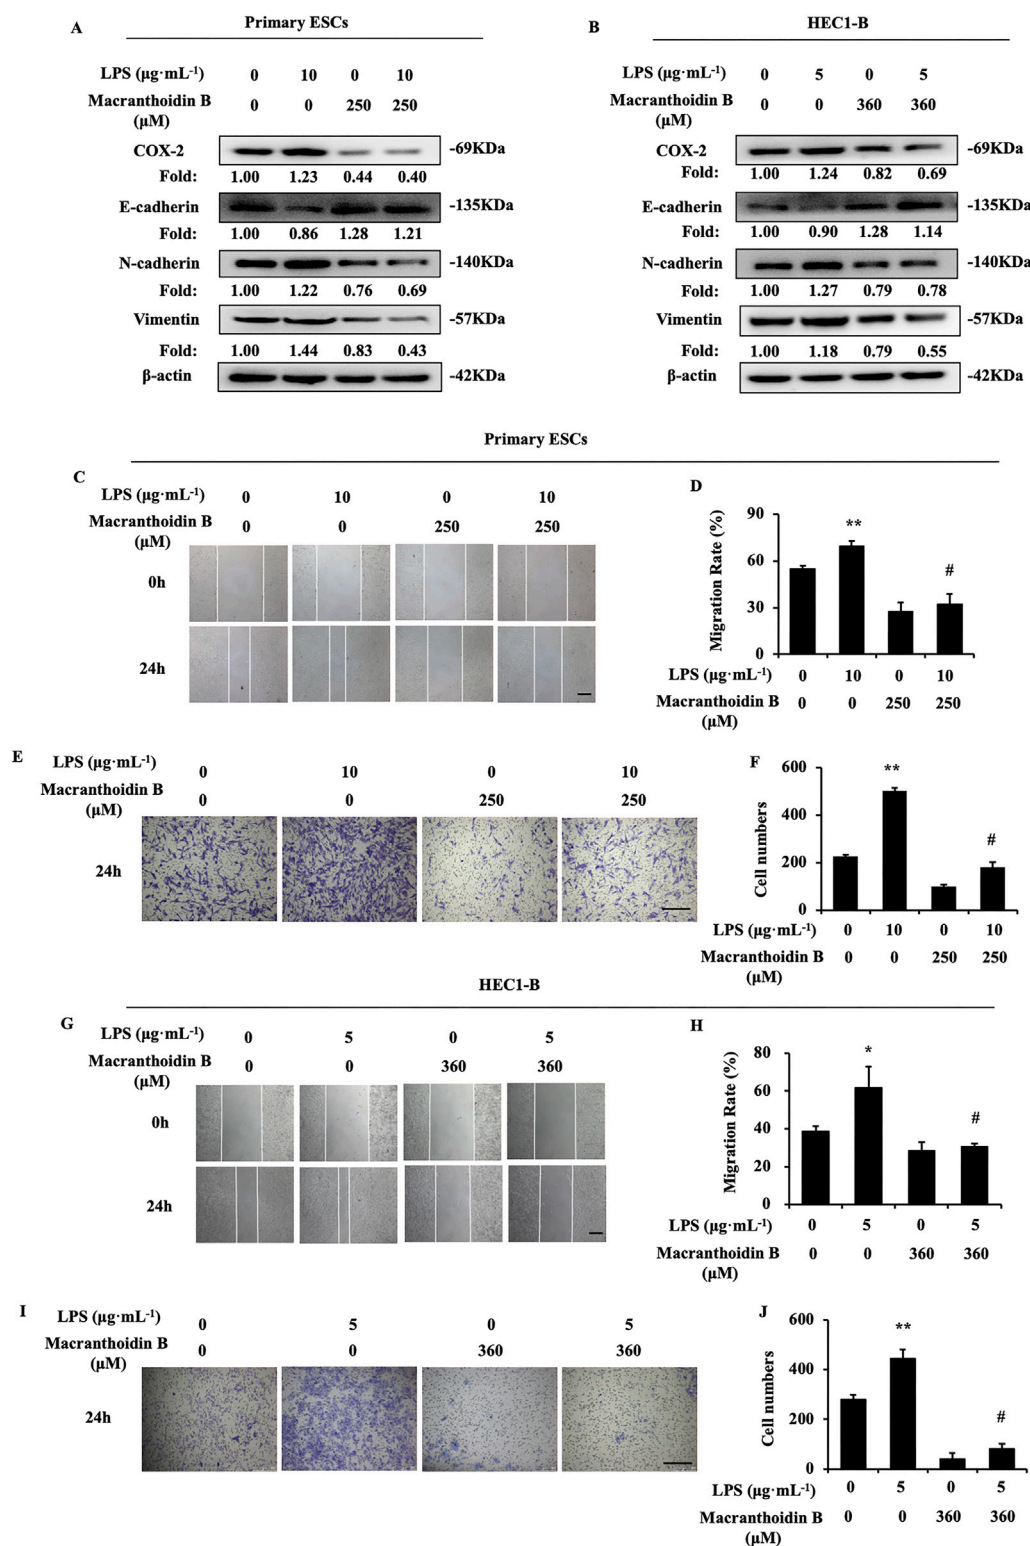 A
Primary ESCs
LPS (µg·mL⁻¹) 0 10 0 10
Macranthoidin B 0 0 250 250
(µM)
COX-2 -69KDa
Fold: 1.00 1.23 0.44 0.40
E-cadherin -135KDa
Fold: 1.00 0.86 1.28 1.21
N-cadherin -140KDa
Fold: 1.00 1.22 0.76 0.69
Vimentin -57KDa
Fold: 1.00 1.44 0.83 0.43
β-actin -42KDa
B
HEC1-B
LPS (µg·mL⁻¹) 0 5 0 5
Macranthoidin B 0 0 360 360
(µM)
COX-2 -69KDa
Fold: 1.00 1.24 0.82 0.69
E-cadherin -135KDa
Fold: 1.00 0.90 1.28 1.14
N-cadherin -140KDa
Fold: 1.00 1.27 0.79 0.78
Vimentin -57KDa
Fold: 1.00 1.18 0.79 0.55
β-actin -42KDa
Primary ESCs
C
LPS (µg·mL⁻¹) 0 10 0 10
Macranthoidin B 0 0 250 250
(µM)
0h
24h
D
Migration Rate (%)
90
60
30
0
**
#
LPS (µg·mL⁻¹) 0 10 0 10
Macranthoidin B 0 0 250 250
(µM)
E
LPS (µg·mL⁻¹) 0 10 0 10
Macranthoidin B 0 0 250 250
(µM)
24h
F
Cell numbers
600
400
200
0
**
#
LPS (µg·mL⁻¹) 0 10 0 10
Macranthoidin B 0 0 250 250
(µM)
HEC1-B
G
LPS (µg·mL⁻¹) 0 5 0 5
Macranthoidin B 0 0 360 360
(µM)
0h
24h
H
Migration Rate (%)
80
60
40
20
0
*
#
LPS (µg·mL⁻¹) 0 5 0 5
Macranthoidin B 0 0 360 360
(µM)
I
LPS (µg·mL⁻¹) 0 5 0 5
Macranthoidin B 0 0 360 360
(µM)
24h
J
Cell numbers
600
400
200
0
**
#
LPS (µg·mL⁻¹) 0 5 0 5
Macranthoidin B 0 0 360 360
(µM)